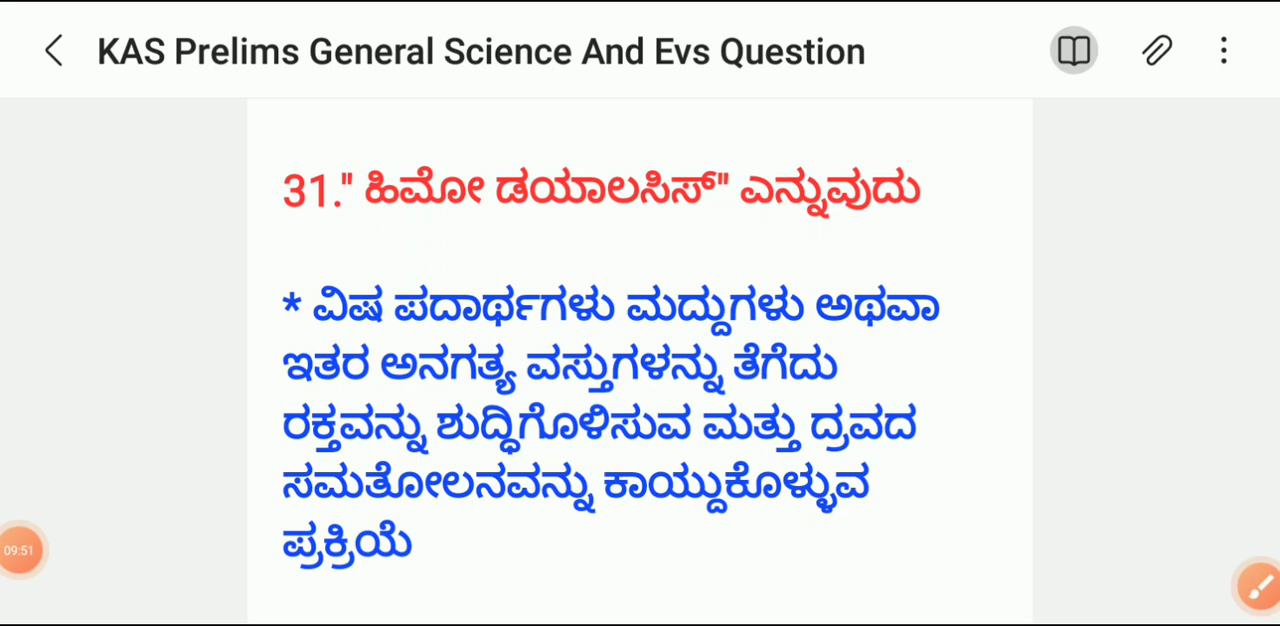 KAS Prelims General Science And Evs Question
31." ಹಿಮೋ ಡಯಾಲಸಿಸ್" ಎನ್ನುವುದು
* ವಿಷ ಪದಾರ್ಥಗಳು ಮದ್ದುಗಳು ಅಥವಾ
ಇತರ ಅನಗತ್ಯ ವಸ್ತುಗಳನ್ನು ತೆಗೆದು
ರಕ್ತವನ್ನು ಶುದ್ಧಿಗೊಳಿಸುವ ಮತ್ತು ದ್ರವದ
ಸಮತೋಲನವನ್ನು ಕಾಯ್ದುಕೊಳ್ಳುವ
ಪ್ರಕ್ರಿಯೆ
09:51